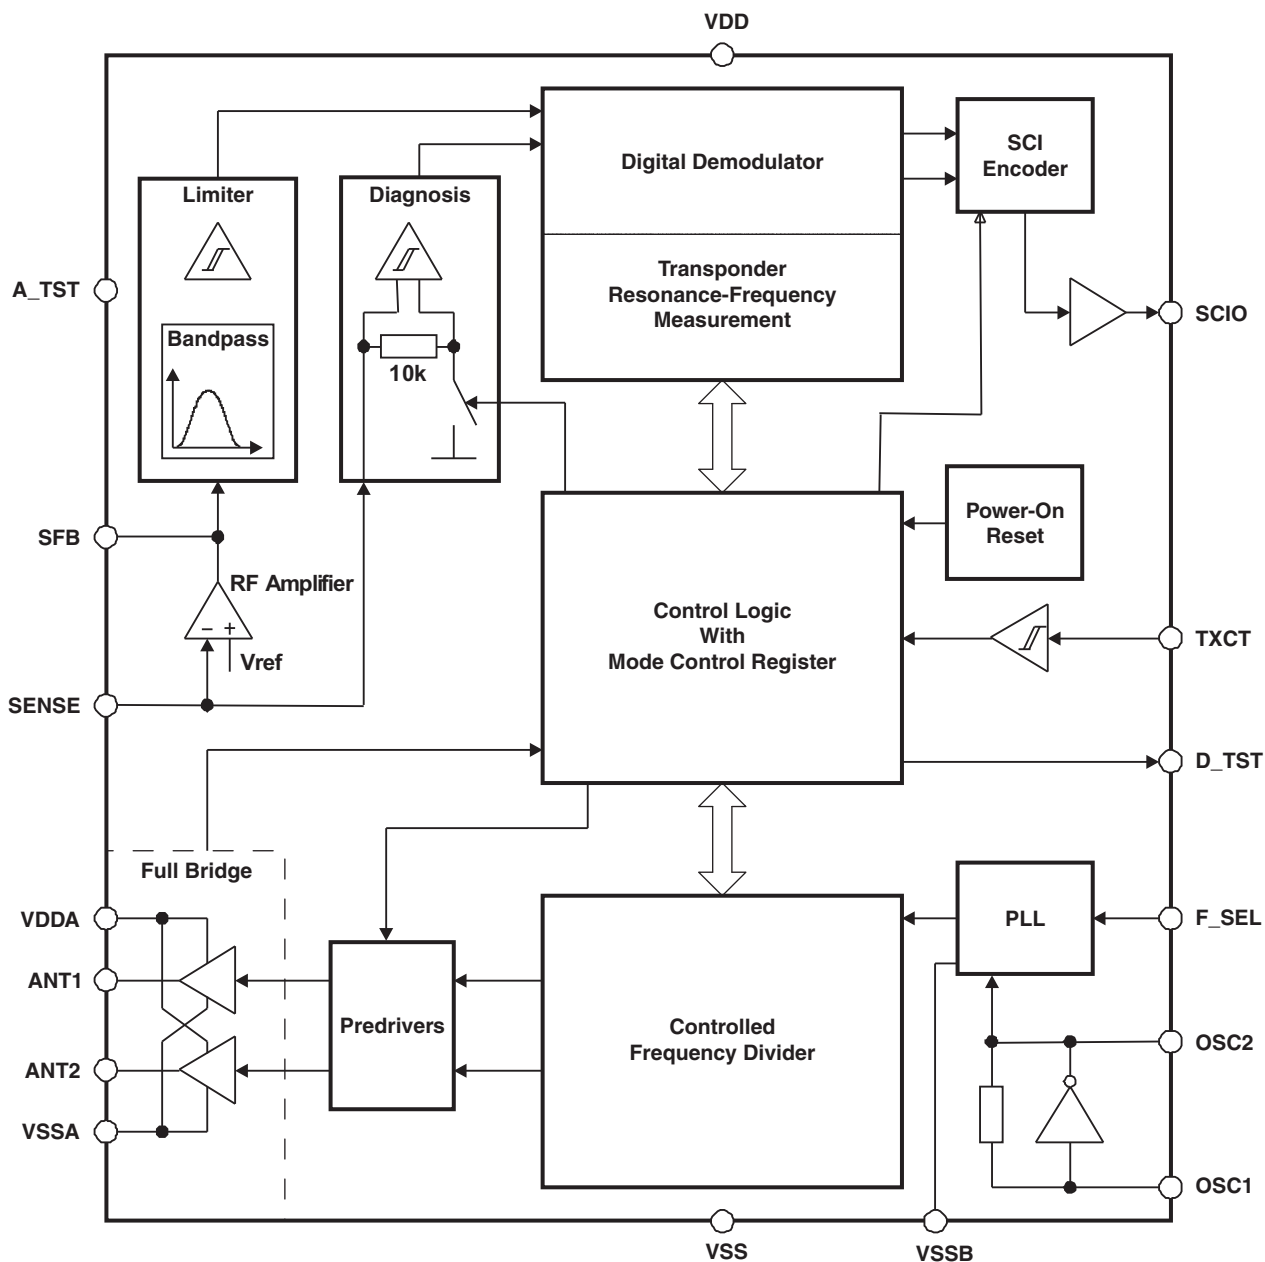 VDD
SCI
Encoder
Digital Demodulator
Limiter
Diagnosis
Transponder
Resonance-Frequency
Measurement
A_TST
SCIO
Bandpass
10k
Power-On
Reset
SFB
RF Amplifier
Control Logic
With
Mode Control Register
− +
Vref
TXCT
SENSE
D_TST
Full Bridge
VDDA
PLL
F_SEL
ANT1
Predrivers
Controlled
Frequency Divider
OSC2
ANT2
VSSA
OSC1
VSS
VSSB